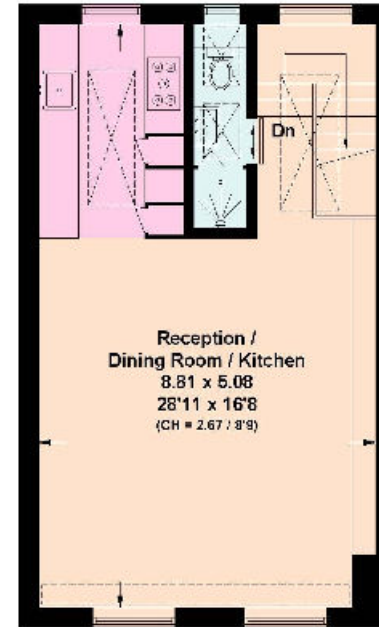 Dn
Reception /
Dining Room / Kitchen
8.81 x 5.08
28'11 x 16'8
(CH = 2.67 / 8'9)